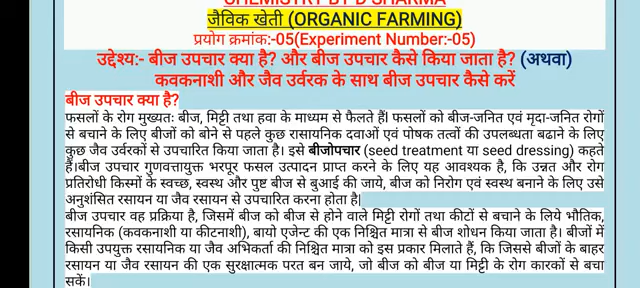 CHEMISTRY BY D SHARMA
जैविक खेती (ORGANIC FARMING)
प्रयोग क्रमांक:-05(Experiment Number:-05)
उद्देश्य:- बीज उपचार क्या है? और बीज उपचार कैसे किया जाता है? (अथवा)
कवकनाशी और जैव उर्वरक के साथ बीज उपचार कैसे करें
बीज उपचार क्या है?
फसलों के रोग मुख्यतः बीज, मिट्टी तथा हवा के माध्यम से फैलते हैं। फसलों को बीज-जनित एवं मृदा-जनित रोगों
से बचाने के लिए बीजों को बोने से पहले कुछ रासायनिक दवाओं एवं पोषक तत्वों की उपलब्धता बढाने के लिए
कुछ जैव उर्वरकों से उपचारित किया जाता है। इसे बीजोपचार (seed treatment या seed dressing) कहते
हैं।बीज उपचार गुणवत्तायुक्त भरपूर फसल उत्पादन प्राप्त करने के लिए यह आवश्यक है, कि उन्नत और रोग
प्रतिरोधी किस्मों के स्वच्छ, स्वस्थ और पुष्ट बीज से बुआई की जाये, बीज को निरोग एवं स्वस्थ बनाने के लिए उसे
अनुशंसित रसायन या जैव रसायन से उपचारित करना होता है|
बीज उपचार वह प्रक्रिया है, जिसमें बीज को बीज से होने वाले मिट्टी रोगों तथा कीटों से बचाने के लिये भौतिक,
रसायनिक (कवकनाशी या कीटनाशी), बायो एजेन्ट की एक निश्चित मात्रा से बीज शोधन किया जाता है। बीजों में
किसी उपयुक्त रसायनिक या जैव अभिकर्ता की निश्चित मात्रा को इस प्रकार मिलाते हैं, कि जिससे बीजों के बाहर
रसायन या जैव रसायन की एक सुरक्षात्मक परत बन जाये, जो बीज को बीज या मिट्टी के रोग कारकों से बचा
सकें।